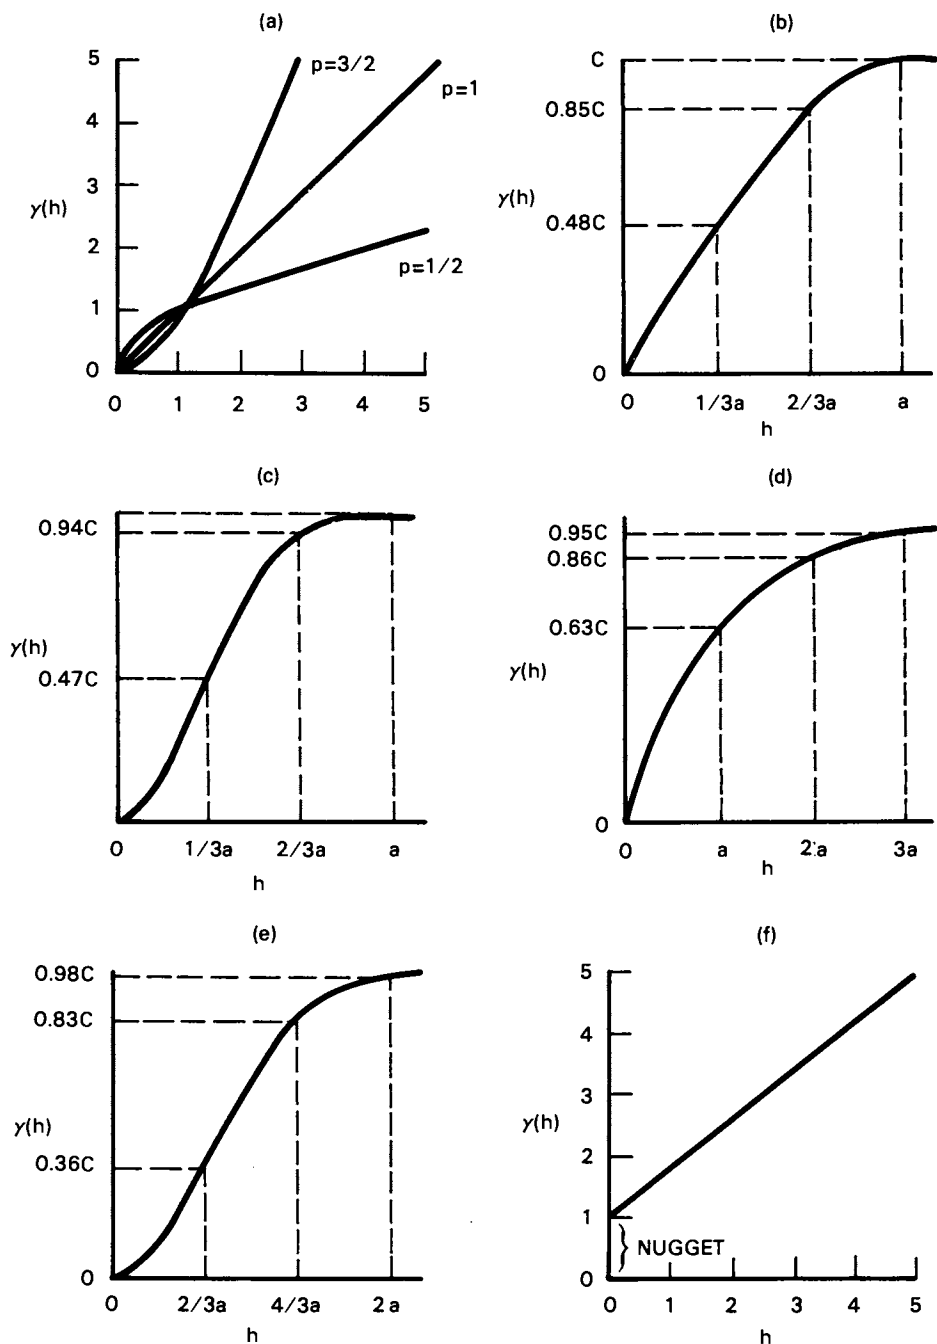 (a)
5
4
γ(h) 3
2
1
0
0 1 2 3 4 5
p=3/2
p=1
p=1/2
(b)
C
0.85C
γ(h)
0.48C
0
0 1/3a 2/3a a
h
(c)
0.94C
γ(h)
0.47C
0 1/3a 2/3a a
h
(d)
0.95C
0.86C
γ(h)
0.63C
0
0 a 2a 3a
h
(e)
0.98C
0.83C
γ(h)
0.36C
0
0 2/3a 4/3a 2a
h
(f)
5
4
3
γ(h)
2
1
0
} NUGGET
0 1 2 3 4 5
h